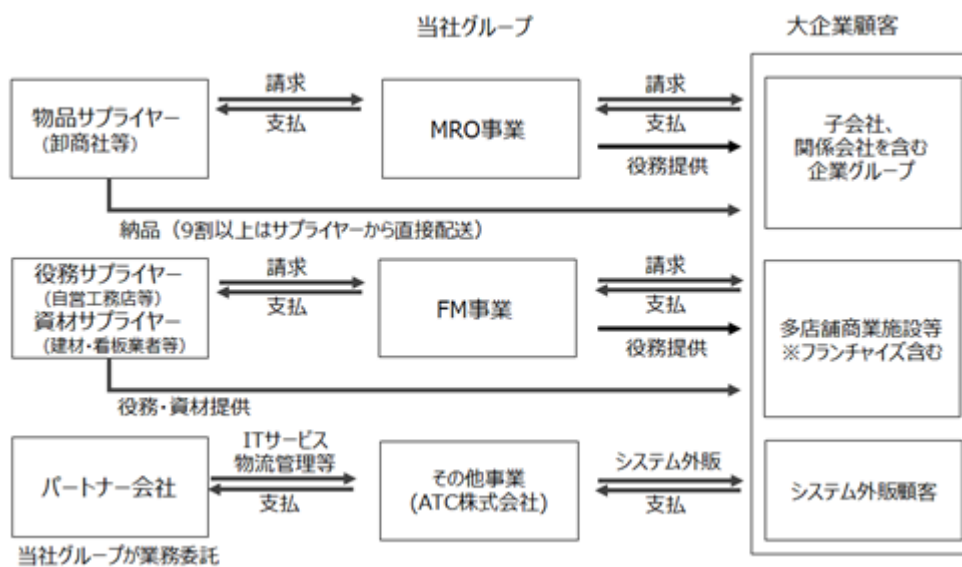 当社グループ
大企業顧客
物品サプライヤー
(卸商社等)
請求
支払
MRO事業
請求
支払
役務提供
子会社、
関係会社を含む
企業グループ
納品（9割以上はサプライヤーから直接配送）
役務サプライヤー
(自営工務店等)
資材サプライヤー
(建材・看板業者等)
請求
支払
FM事業
請求
支払
役務提供
多店舗商業施設等
※フランチャイズ含む
役務・資材提供
パートナー会社
ITサービス
物流管理等
支払
その他事業
(ATC株式会社)
システム外販
支払
システム外販顧客
当社グループが業務委託